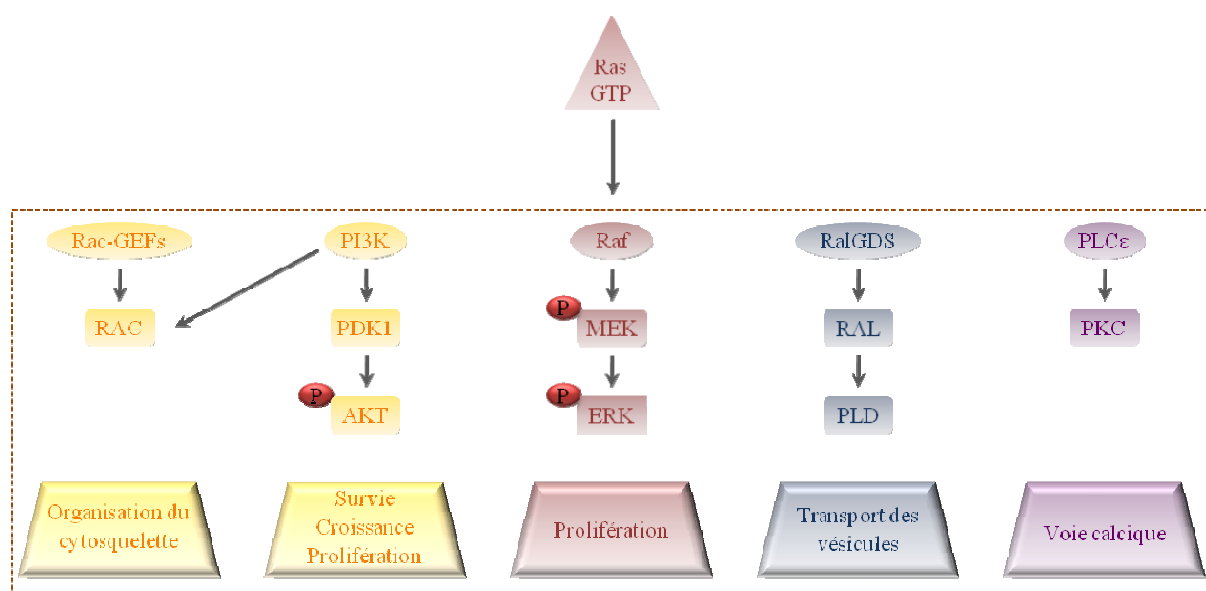 Ras
GTP
Rac-GEFs
PI3K
Raf
RalGDS
PLCε
RAC
PDK1
P
MEK
RAL
PKC
P
AKT
P
ERK
PLD
Organisation du
cytosquelette
Survie
Croissance
Prolifération
Prolifération
Transport des
vésicules
Voie calcique